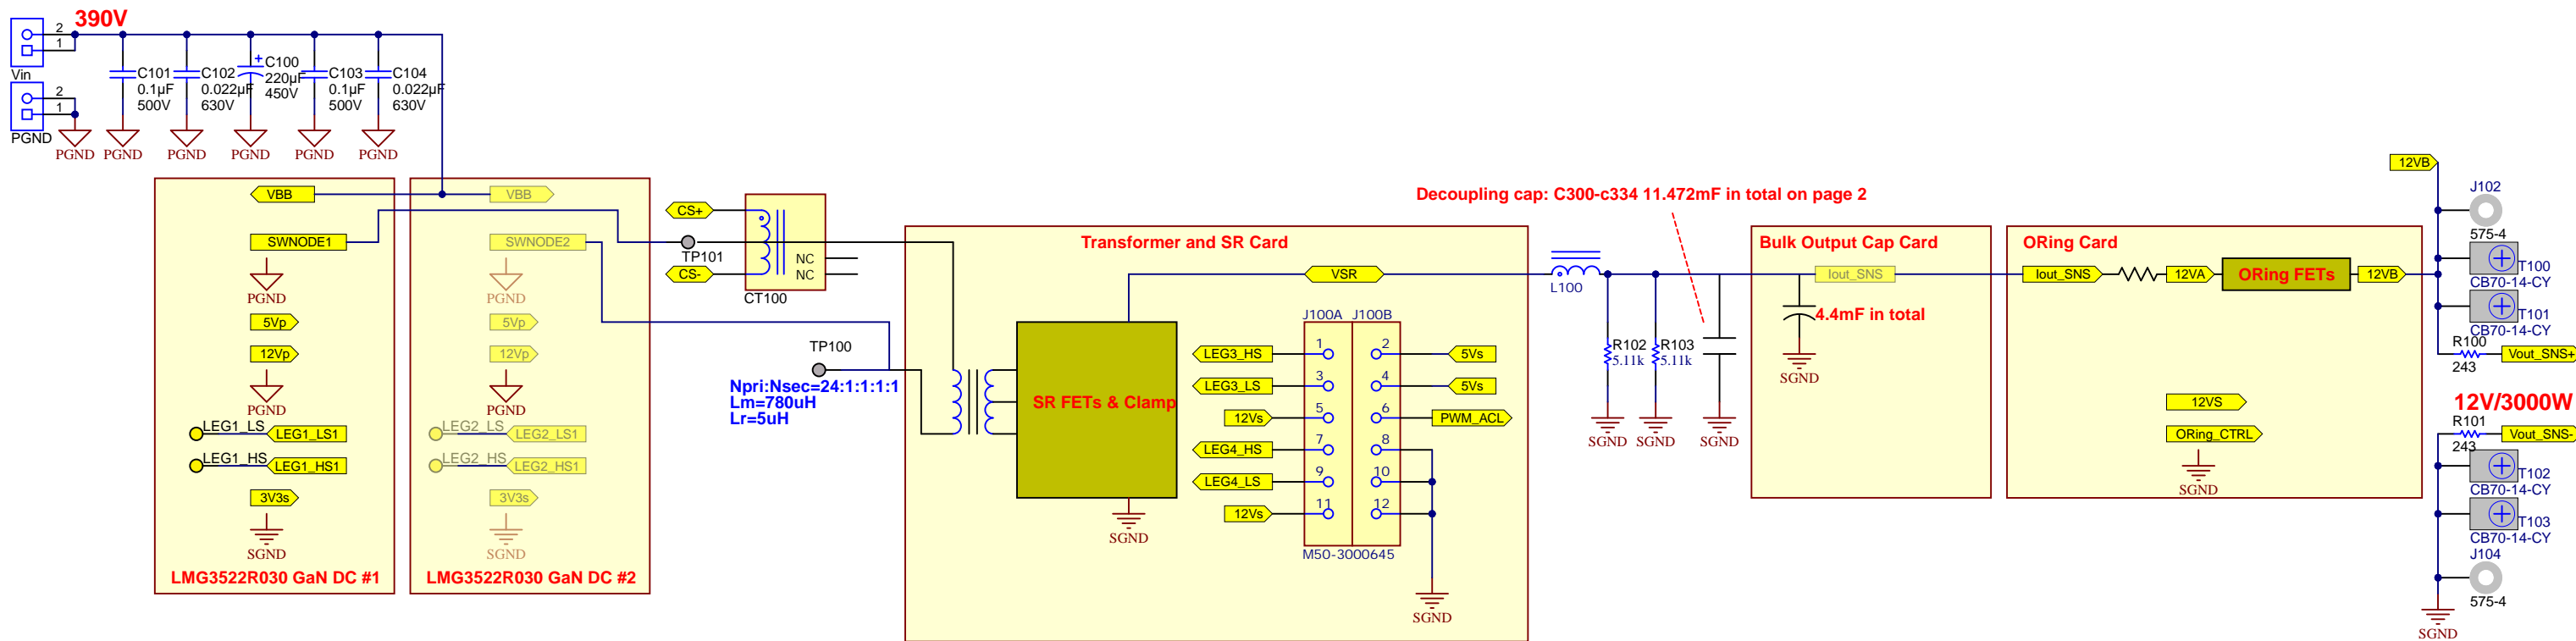 390V
2
1
Vin
2
1
PGND
C101
0.1µF
500V
C102
0.022µF
630V
+
C100
220µF
450V
C103
0.1µF
500V
C104
0.022µF
630V
PGND
PGND
PGND
PGND
PGND
PGND
VBB
SWNODE1
PGND
5Vp
12Vp
PGND
LEG1_LS
LEG1_LS1
LEG1_HS
LEG1_HS1
3V3s
SGND
LMG3522R030 GaN DC #1
VBB
SWNODE2
PGND
5Vp
12Vp
PGND
LEG2_LS
LEG2_LS1
LEG2_HS
LEG2_HS1
3V3s
SGND
LMG3522R030 GaN DC #2
CS+
TP101
CS-
NC
NC
CT100
TP100
Npri:Nsec=24:1:1:1:1
Lm=780uH
Lr=5uH
Transformer and SR Card
VSR
SR FETs & Clamp
SGND
J100A
J100B
LEG3_HS
1
2
5Vs
LEG3_LS
3
4
5Vs
12Vs
5
6
PWM_ACL
LEG4_HS
7
8
LEG4_LS
9
10
12Vs
11
12
M50-3000645
SGND
Decoupling cap: C300-c334 11.472mF in total on page 2
L100
R102
5.11k
R103
5.11k
SGND
SGND
SGND
Bulk Output Cap Card
Iout_SNS
4.4mF in total
SGND
ORing Card
Iout_SNS
12VA
ORing FETs
12VB
12VS
ORing_CTRL
SGND
12VB
J102
575-4
T100
CB70-14-CY
T101
CB70-14-CY
R100
243
Vout_SNS+
12V/3000W
R101
243
Vout_SNS-
T102
CB70-14-CY
T103
CB70-14-CY
J104
575-4
SGND